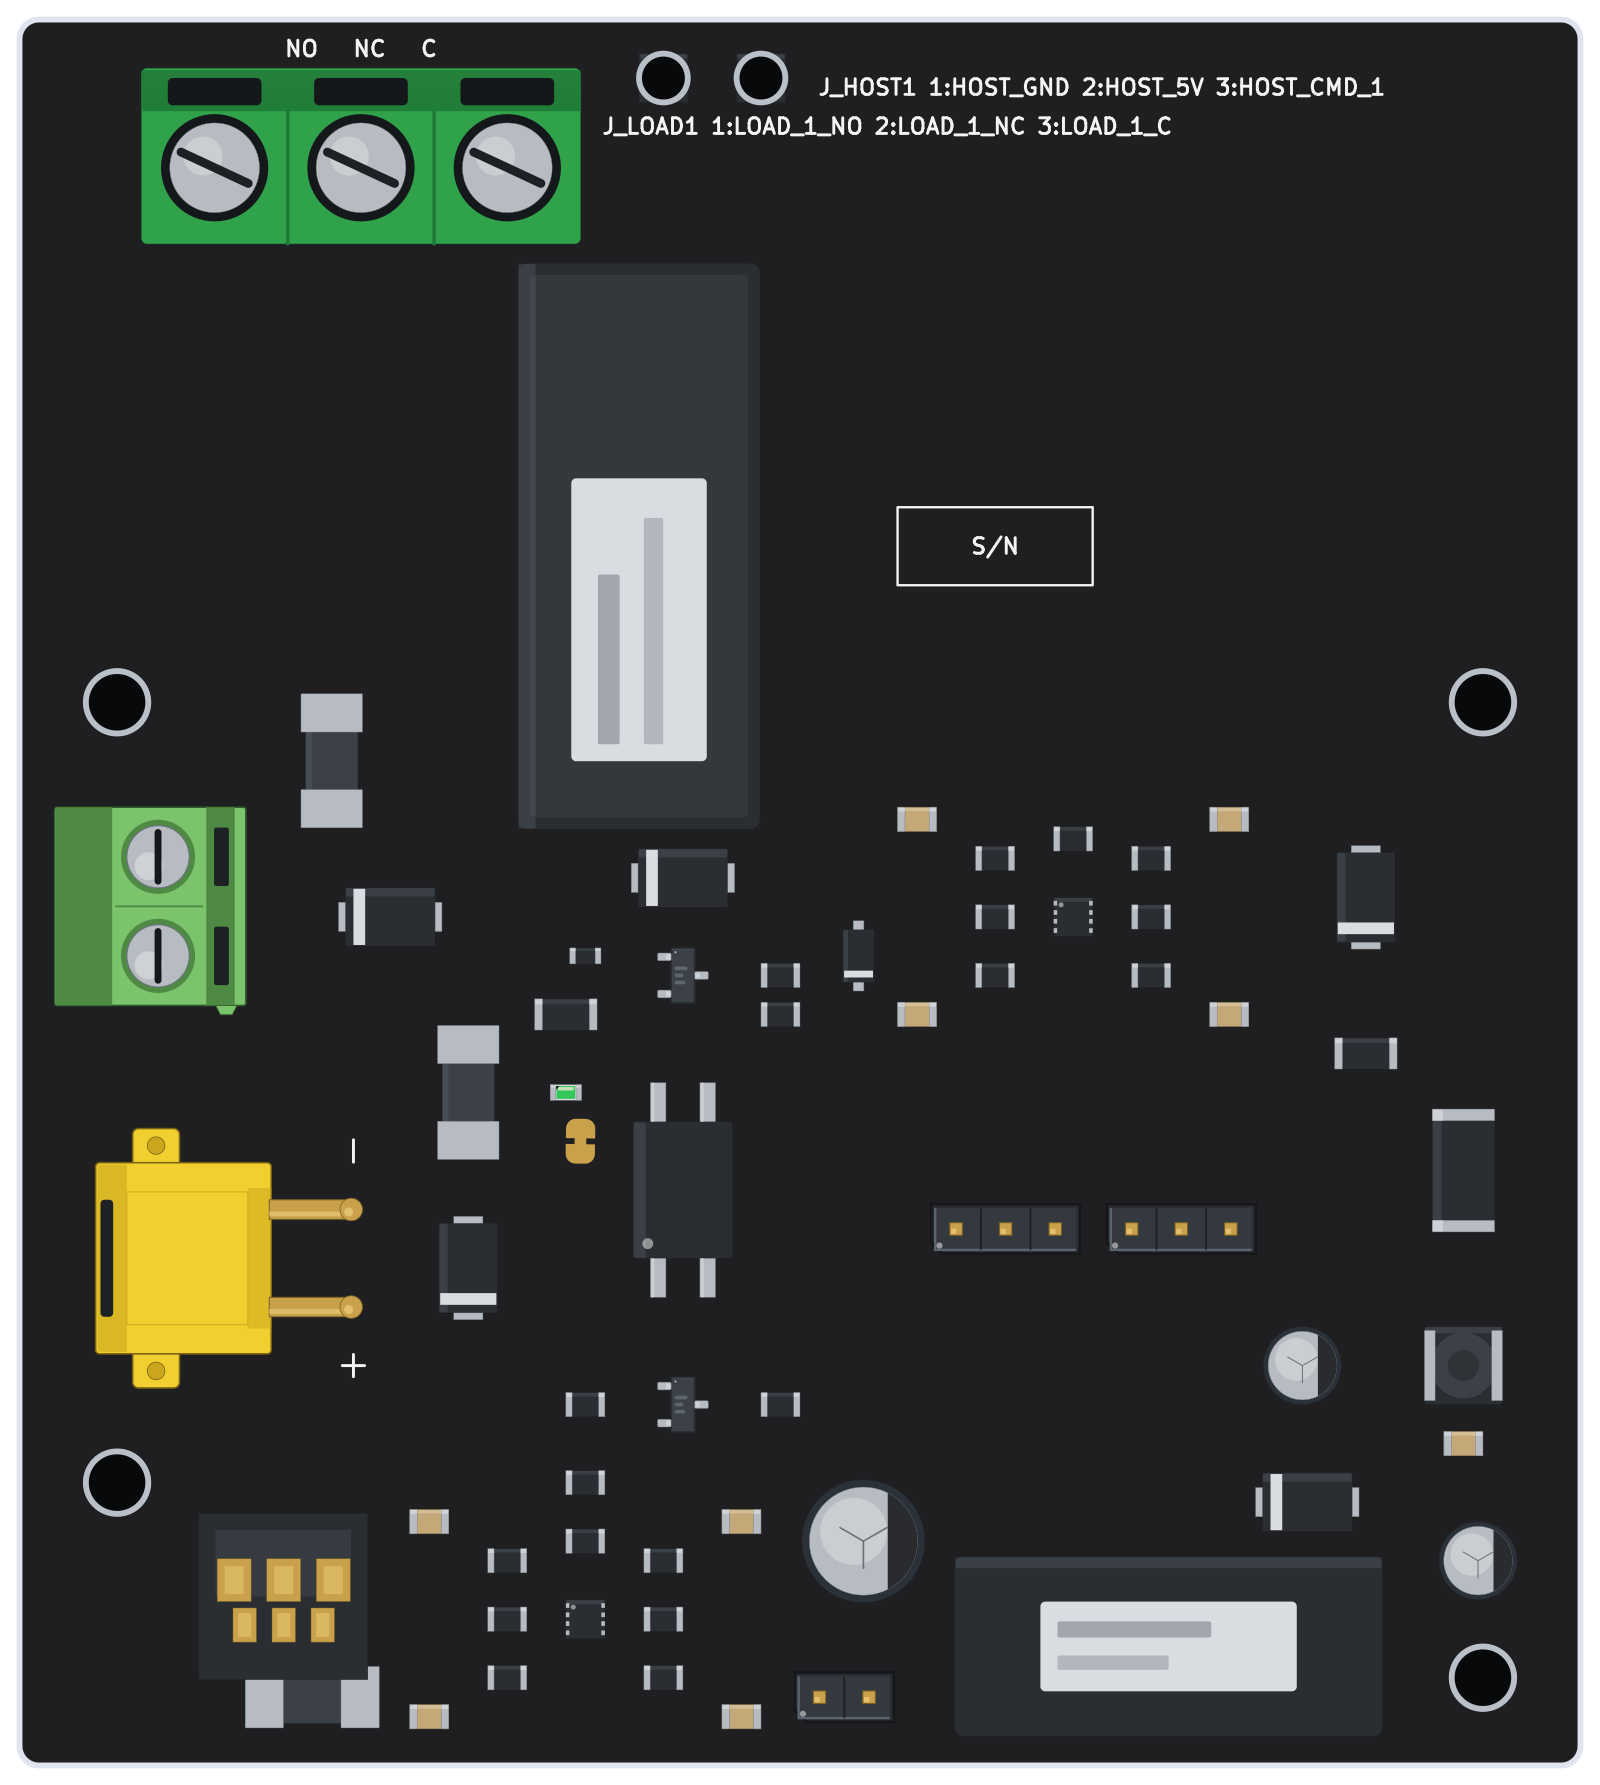 NO NC C
J_HOST1 1:HOST_GND 2:HOST_5V 3:HOST_CMD_1
J_LOAD1 1:LOAD_1_NO 2:LOAD_1_NC 3:LOAD_1_C
S/N
−
+